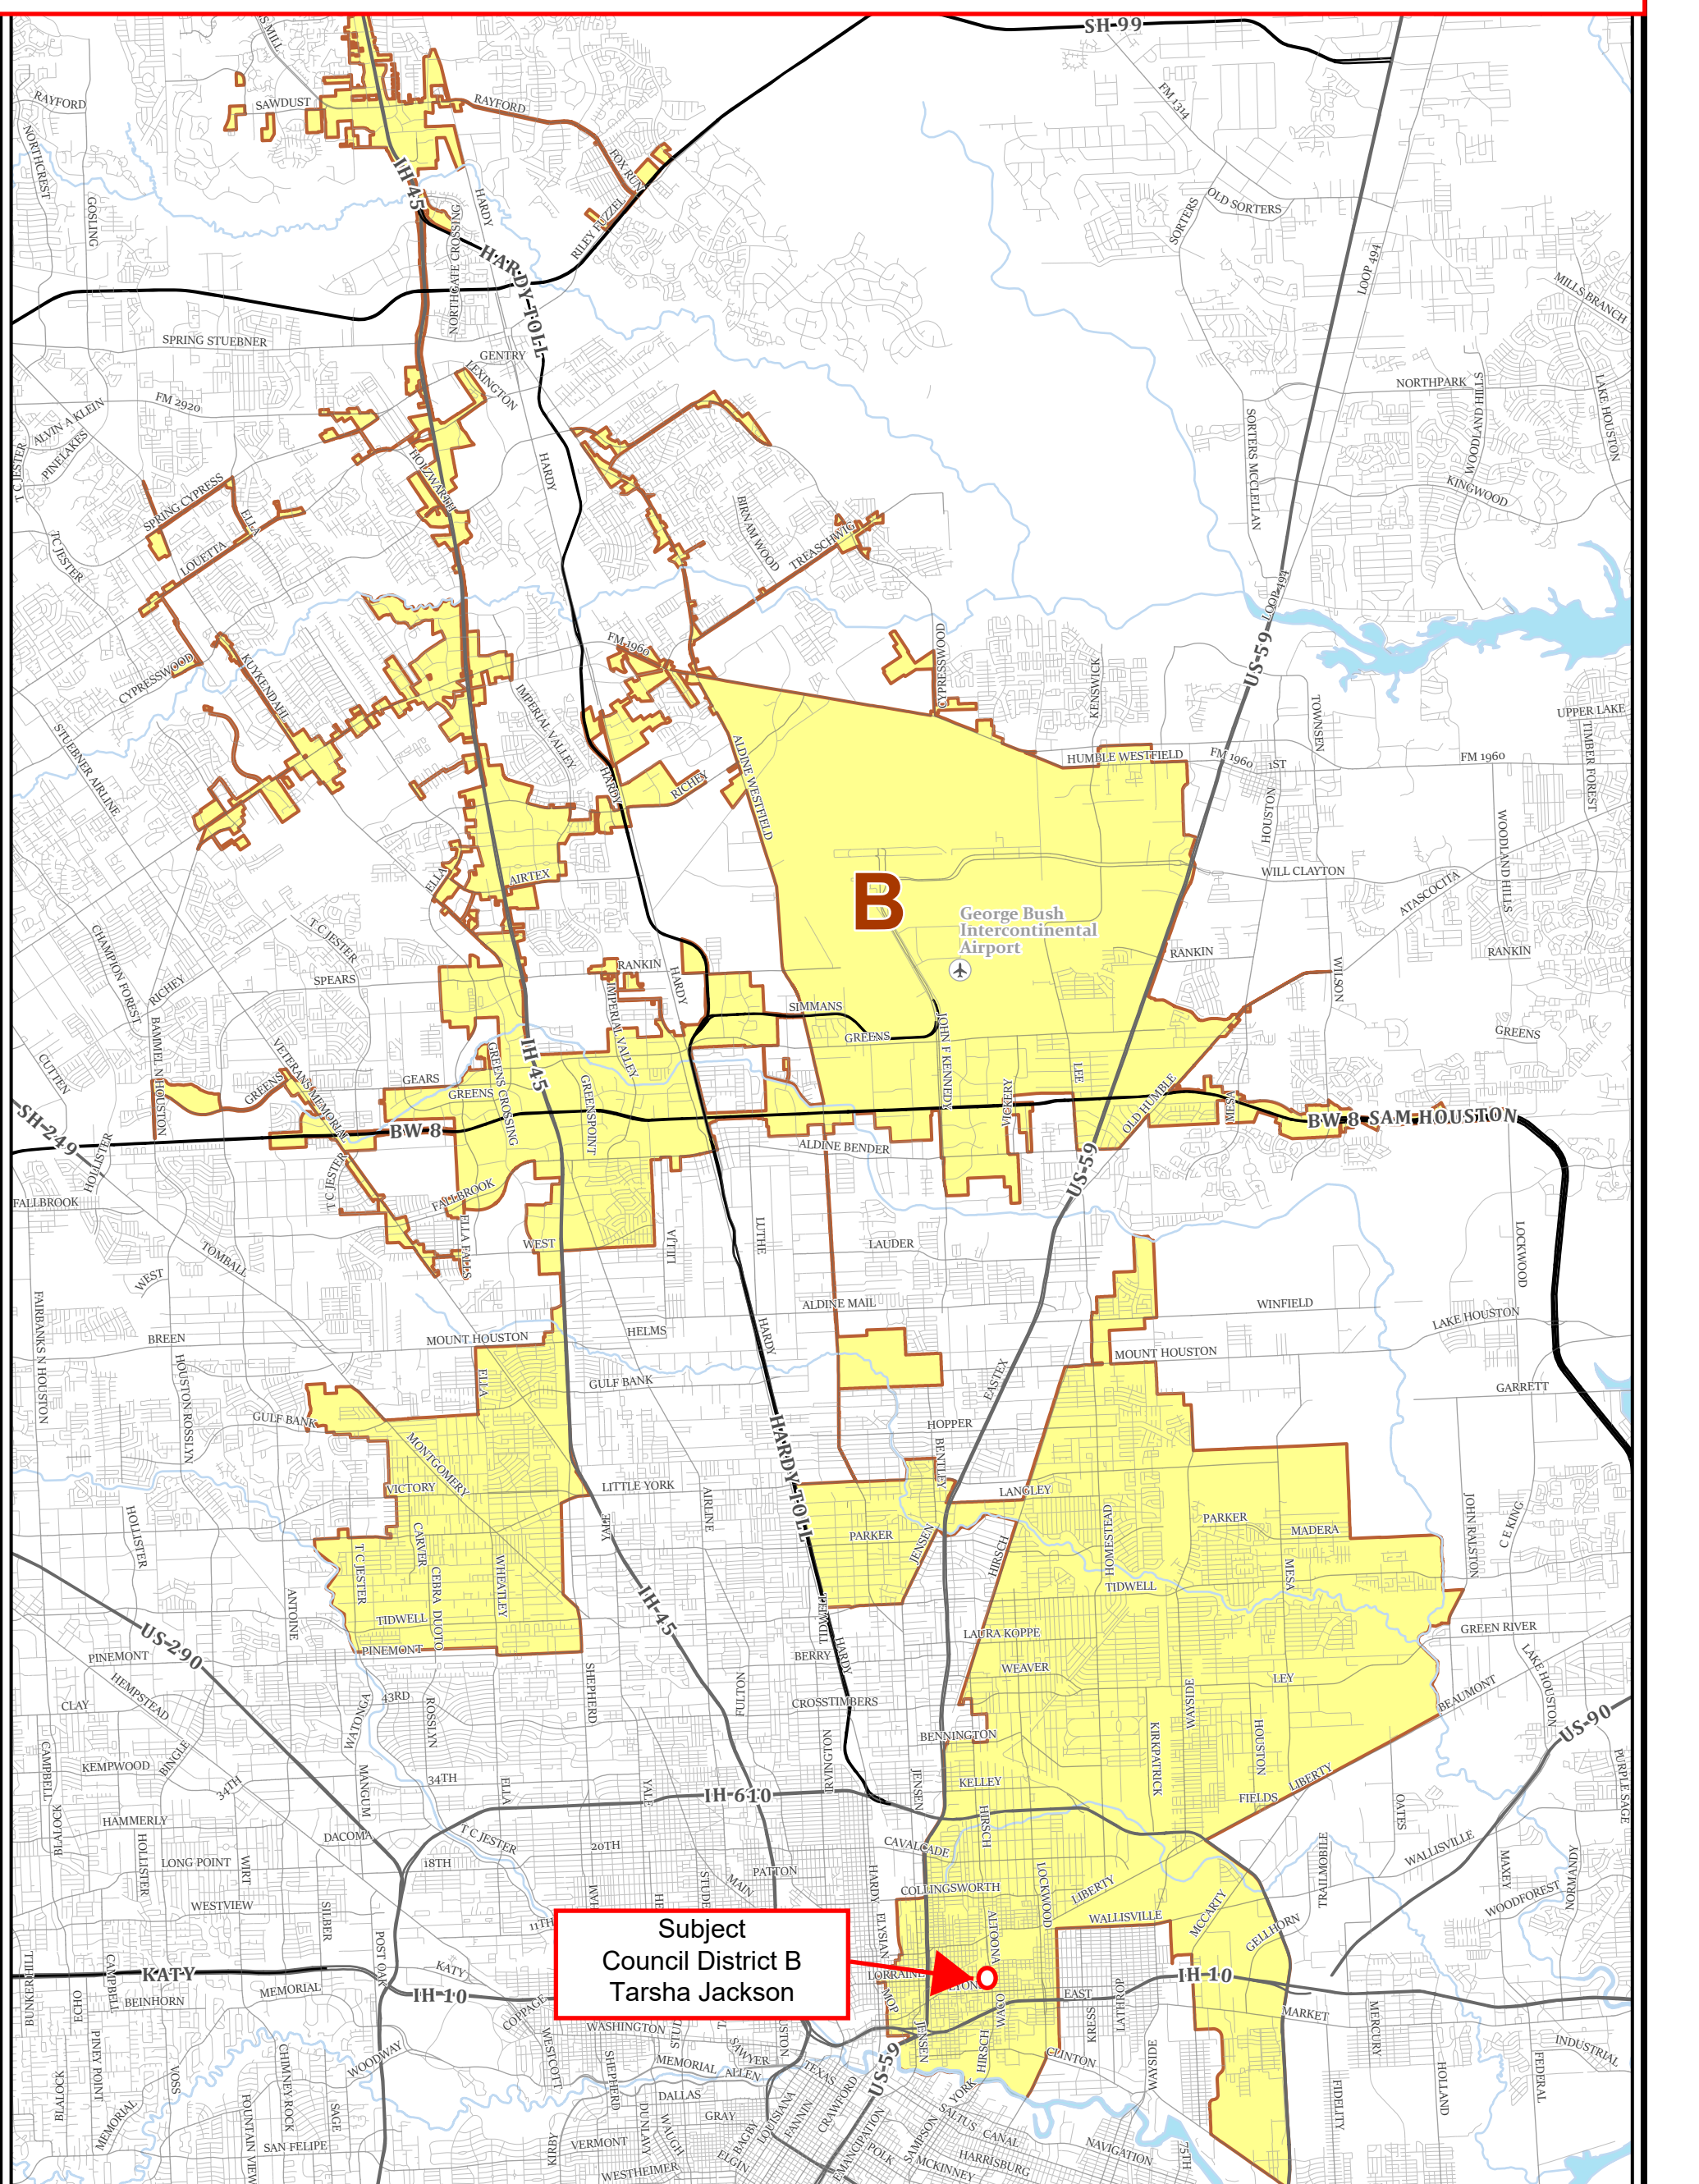 SH-99
S MILL
RAYFORD
SAWDUST
RAYFORD
FM 1314
NORTHCREST
FOX RUN
IH 45
GOSLING
HARDY
OLD SORTERS
SORTERS
RILEY FUZZEL
NORTHGATE CROSSING
HARDY TOLL
LOOP 494
MILLS BRANCH
SPRING STUEBNER
GENTRY
LEXINGTON
NORTHPARK
LAKE HOUSTON
FM 2920
ALVIN A KLEIN
PINELAKES
T C JESTER
HOLZWARTH
HARDY
SORTERS MCCLELLAN
WOODLAND HILLS
KINGWOOD
SPRING CYPRESS
ELLA
BIRNAM WOOD
TREASCHWIG
LOUETTA
TC JESTER
LOOP 494
FM 1960
US-59
CYPRESSWOOD
KUYKENDAHL
CYPRESSWOOD
KENSWICK
IMPERIAL VALLEY
TOWNSEN
UPPER LAKE
STUEBNER AIRLINE
ALDINE WESTFIELD
HUMBLE WESTFIELD
FM 1960
1ST
FM 1960
TIMBER FOREST
HARDY
RICHEY
HOUSTON
WOODLAND HILLS
ELLA
AIRTEX
WILL CLAYTON
ATASCOCITA
B
George Bush
Intercontinental
Airport
CHAMPION FOREST
T C JESTER
SPEARS
RICHEY
RANKIN
HARDY
RANKIN
WILSON
RANKIN
IMPERIAL VALLEY
SIMMANS
GREENS
JOHN F KENNEDY
GREENS
BAMMEL N HOUSTON
CUTTEN
VETERANS MEMORIAL
GREENS
GEARS
GREENS
GREENS CROSSING
IH-45
GREENSPOINT
LEE
VICKERY
OLD HUMBLE
MESA
SH-249
BW-8
BW 8-SAM HOUSTON
HOLLISTER
ALDINE BENDER
T C JESTER
US-59
FALLBROOK
FALLBROOK
ELLA FALLS
WEST
LUTHE
LAUDER
LOCKWOOD
TOMBALL
WEST
ALDINE MAIL
WINFIELD
LAKE HOUSTON
FAIRBANKS N HOUSTON
BREEN
MOUNT HOUSTON
HELMS
HARDY
MOUNT HOUSTON
HOUSTON ROSSLYN
ELLA
GULF BANK
EASTEX
GARRETT
GULF BANK
MONTGOMERY
HARDY TOLL
HOPPER
BENTLEY
VICTORY
LITTLE YORK
LANGLEY
HOLLISTER
AIRLINE
YALE
PARKER
JENSEN
HIRSCH
HOMESTEAD
PARKER
MADERA
JOHN RALSTON
C E KING
T C JESTER
CARVER
CEBRA
DUOTO
WHEATLEY
TIDWELL
MESA
ANTOINE
TIDWELL
IH-45
US-290
PINEMONT
PINEMONT
BERRY
HARDY
LAURA KOPPE
GREEN RIVER
WEAVER
LEY
LAKE HOUSTON
HEMPSTEAD
CLAY
43RD
WATONGA
ROSSLYN
SHEPHERD
FULTON
CROSSTIMBERS
WAYSIDE
BEAUMONT
US-90
CAMPBELL
KEMPWOOD
BINGLE
34TH
MANGUM
34TH
ELLA
YALE
IRVINGTON
BENNINGTON
KIRKPATRICK
HOUSTON
PURPLE SAGE
IH-610
JENSEN
KELLEY
LIBERTY
FIELDS
BLALOCK
HAMMERLY
DACOMA
T C JESTER
20TH
CAVALCADE
HIRSCH
OATES
WALLISVILLE
HOLLISTER
LONG POINT
WIRT
18TH
PATTON
MAIN
HARDY
COLLINGSWORTH
LOCKWOOD
LIBERTY
TRAILMOBILE
MAXEY
NORMANDY
WOODFOREST
WESTVIEW
SILBER
11TH
ELYSIAN
ALTOONA
WALLISVILLE
MCCARTY
GELLHORN
Subject
Council District B
Tarsha Jackson
BUNKER HILL
CAMPBELL
KATY
POST OAK
KATY
LORRAINE
IH 10
ECHO
BEINHORN
MEMORIAL
IH 10
COPPAGE
MOP
WACO
EAST
KRESS
LATHROP
MARKET
MERCURY
PINEY POINT
WASHINGTON
SAWYER
JENSEN
HIRSCH
CLINTON
WAYSIDE
INDUSTRIAL
VOSS
CHIMNEY ROCK
WOODWAY
WESTCOTT
SHEPHERD
MEMORIAL
ALLEN
TEXAS
US-59
BLALOCK
MEMORIAL
FOUNTAIN VIEW
SAGE
DALLAS
DUNLAVY
WAUGH
GRAY
BAGBY
LOUISIANA
FANNIN
CRAWFORD
EMANCIPATION
YORK
SAMPSON
SALTUS
CANAL
NAVIGATION
75TH
FIDELITY
HOLLAND
FEDERAL
SAN FELIPE
KIRBY
VERMONT
WESTHEIMER
ELGIN
POLK
MCKINNEY
HARRISBURG